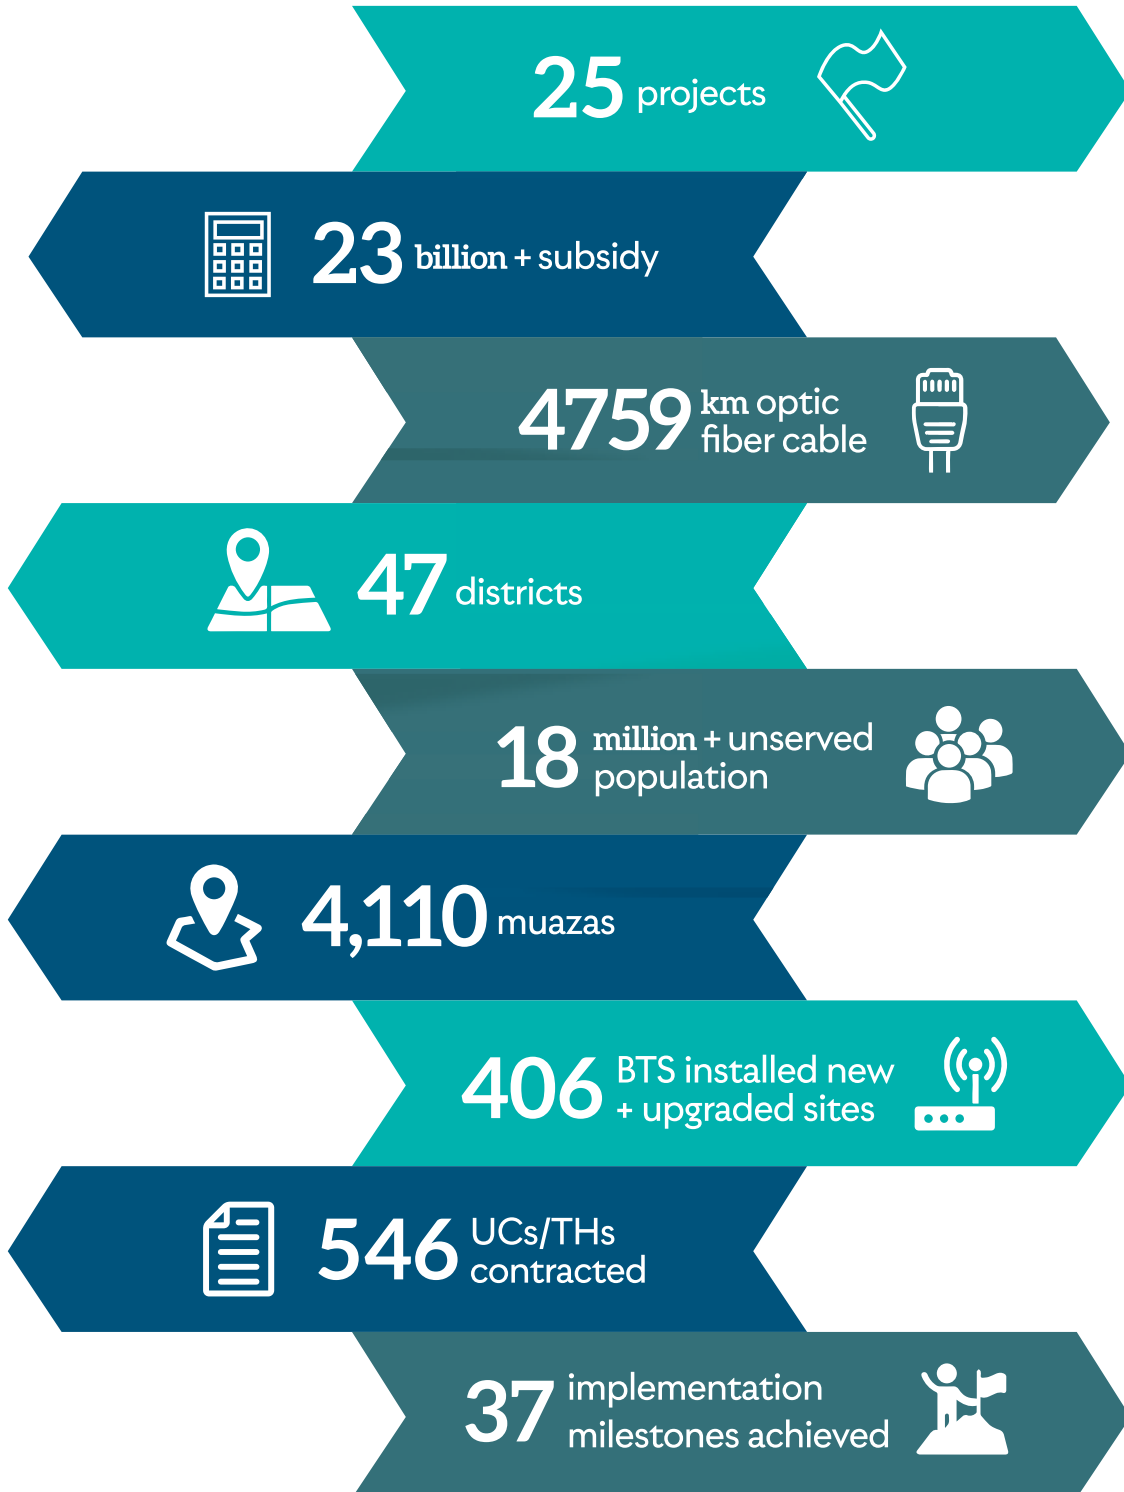 25 projects
23 billion + subsidy
4759 km optic
fiber cable
47 districts
18 million + unserved
population
4,110 muazas
406 BTS installed new
+ upgraded sites
546 UCs/THs
contracted
37 implementation
milestones achieved